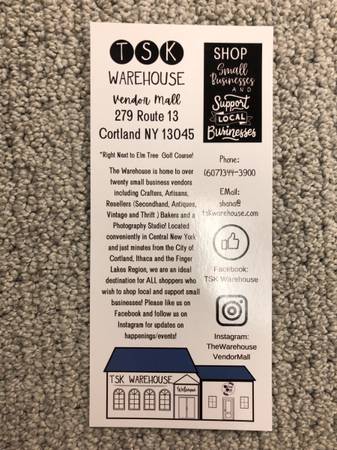 TSK
WAREHOUSE
Vendor Mall
279 Route 13
Cortland NY 13045
*Right Next to Elm Tree Golf Course!
The Warehouse is home to over
twenty small business vendors
including Crafters, Artisans,
Resellers (Secondhand, Antiques,
Vintage and Thrift ) Bakers and a
Photography Studio! Located
conveniently in Central New York
and just minutes from the City of
Cortland, Ithaca and the Finger
Lakes Region, we are an ideal
destination for ALL shoppers who
wish to shop local and support small
businesses! Please like us on
Facebook and follow us on
Instagram for updates on
happenings/events!
SHOP
Small
Businesses
AND
Support
LOCAL
Businesses
Phone:
(607)344-3900
EMail:
shana@
tskwarehouse.com
Facebook:
TSK Warehouse
Instagram:
TheWarehouse
VendorMall
TSK WAREHOUSE
Welcome